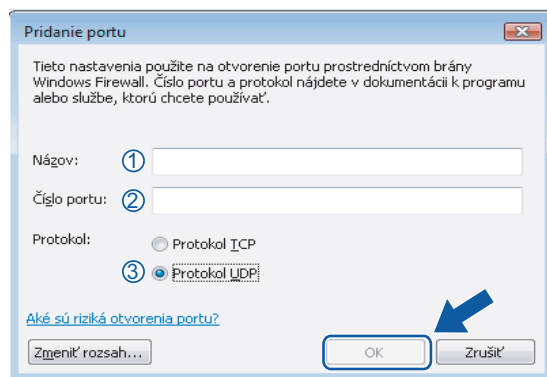 Pridanie portu
Tieto nastavenia použite na otvorenie portu prostredníctvom brány
Windows Firewall. Číslo portu a protokol nájdete v dokumentácii k programu
alebo službe, ktorú chcete používať.
Názov: 1
Číslo portu: 2
Protokol: Protokol TCP
3 Protokol UDP
Aké sú riziká otvorenia portu?
Zmeniť rozsah... OK Zrušiť